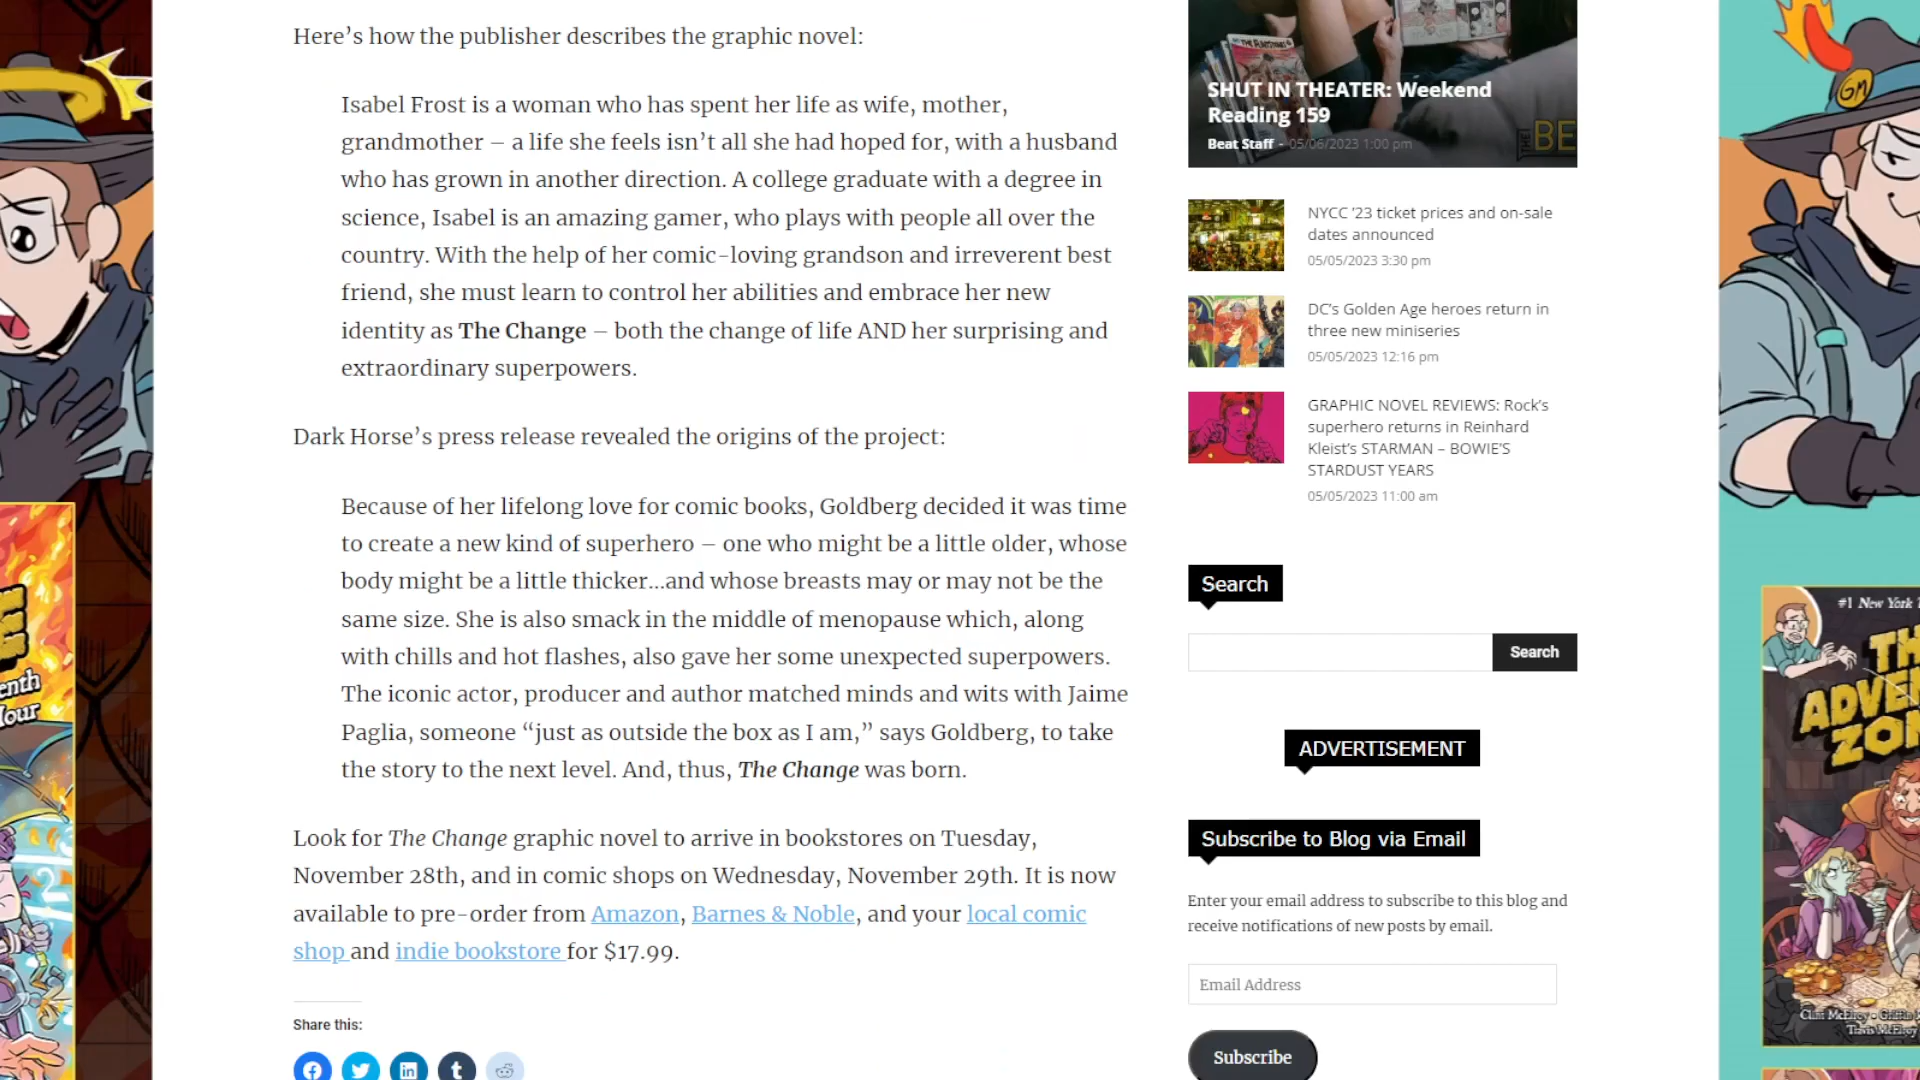 Here’s how the publisher describes the graphic novel:
Isabel Frost is a woman who has spent her life as wife, mother,
grandmother – a life she feels isn’t all she had hoped for, with a husband
who has grown in another direction. A college graduate with a degree in
science, Isabel is an amazing gamer, who plays with people all over the
country. With the help of her comic-loving grandson and irreverent best
friend, she must learn to control her abilities and embrace her new
identity as The Change – both the change of life AND her surprising and
extraordinary superpowers.
Dark Horse’s press release revealed the origins of the project:
Because of her lifelong love for comic books, Goldberg decided it was time
to create a new kind of superhero – one who might be a little older, whose
body might be a little thicker...and whose breasts may or may not be the
same size. She is also smack in the middle of menopause which, along
with chills and hot flashes, also gave her some unexpected superpowers.
The iconic actor, producer and author matched minds and wits with Jaime
Paglia, someone “just as outside the box as I am,” says Goldberg, to take
the story to the next level. And, thus, The Change was born.
Look for The Change graphic novel to arrive in bookstores on Tuesday,
November 28th, and in comic shops on Wednesday, November 29th. It is now
available to pre-order from Amazon, Barnes & Noble, and your local comic
shop and indie bookstore for $17.99.
Share this:
SHUT IN THEATER: Weekend
Reading 159
Beat Staff - 05/06/2023 1:00 pm
BE
NYCC ’23 ticket prices and on-sale
dates announced
05/05/2023 3:30 pm
DC’s Golden Age heroes return in
three new miniseries
05/05/2023 12:16 pm
GRAPHIC NOVEL REVIEWS: Rock’s
superhero returns in Reinhard
Kleist’s STARMAN – BOWIE’S
STARDUST YEARS
05/05/2023 11:00 am
Search
Search
ADVERTISEMENT
Subscribe to Blog via Email
Enter your email address to subscribe to this blog and
receive notifications of new posts by email.
Email Address
Subscribe
GM
#1 New York
TH
ADVE
ZO
Clint McElroy
Travis McElroy
E
enth
Hour